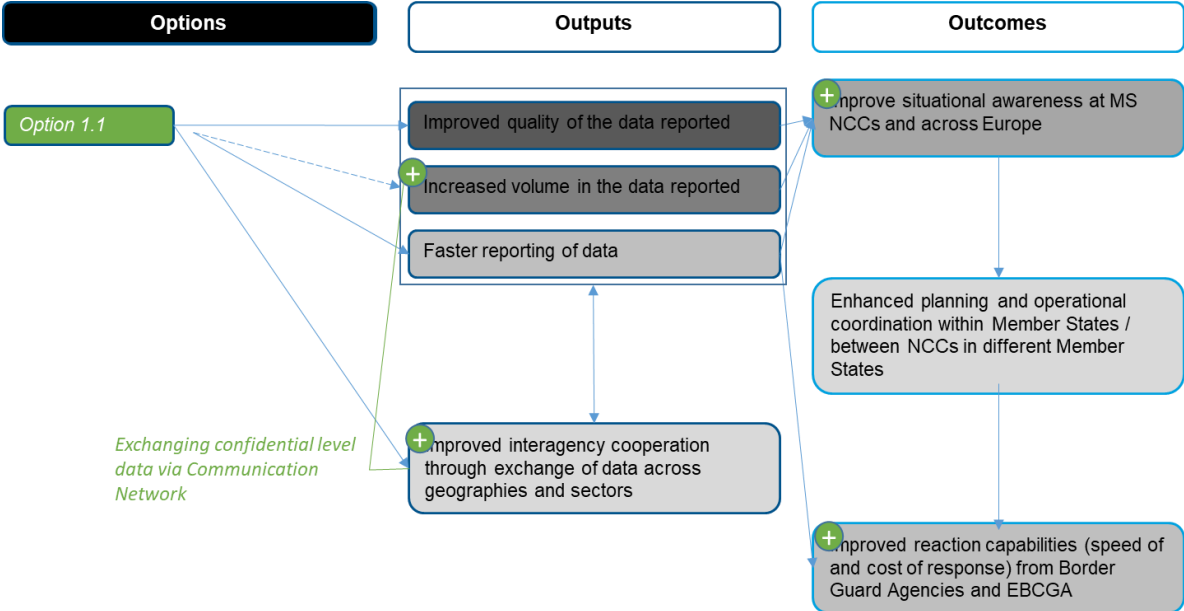 Options
Outputs
Outcomes
Option 1.1
Improved quality of the data reported
+
Increased volume in the data reported
Faster reporting of data
+
Improve situational awareness at MS
NCCs and across Europe
Enhanced planning and operational
coordination within Member States /
between NCCs in different Member
States
Exchanging confidential level
data via Communication
Network
+
Improved interagency cooperation
through exchange of data across
geographies and sectors
+
Improved reaction capabilities (speed of
and cost of response) from Border
Guard Agencies and EBCGA